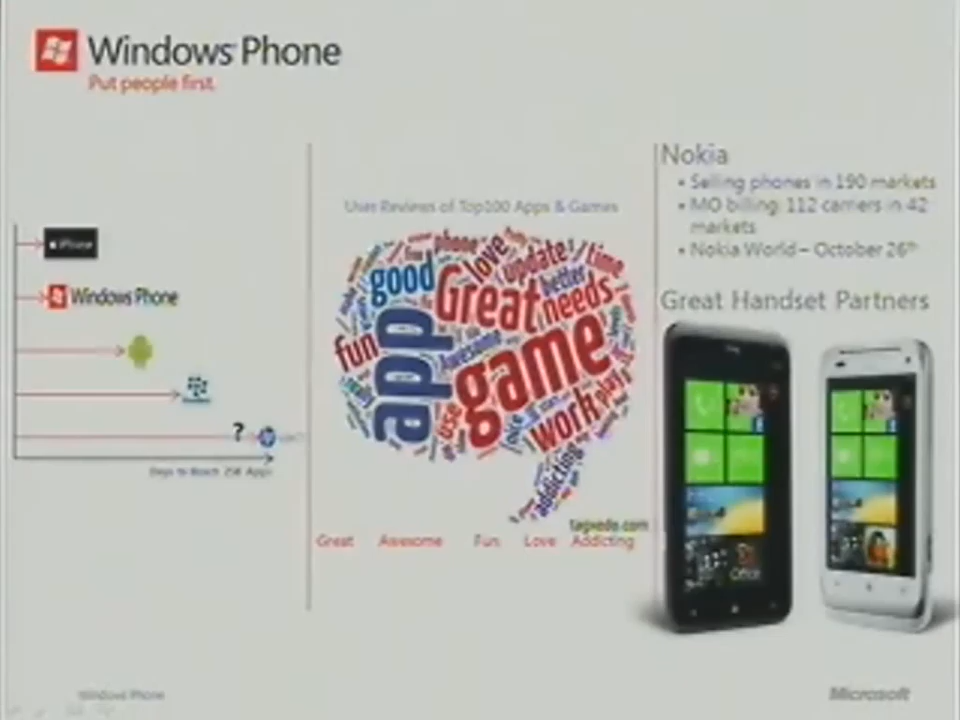 Windows Phone
Put people first.
iPhone
Windows Phone
?
Days to Reach 25K Apps
User Reviews of Top100 Apps & Games
phone
love
update
time
good
Great
better
needs
fun
app
awesome
game
use
nice
work
play
addicting
tagxedo.com
Great Awesome Fun Love Addicting
Nokia
• Selling phones in 190 markets
• MO billing: 112 carriers in 42
markets
• Nokia World – October 26th
Great Handset Partners
Office
Windows Phone
Microsoft